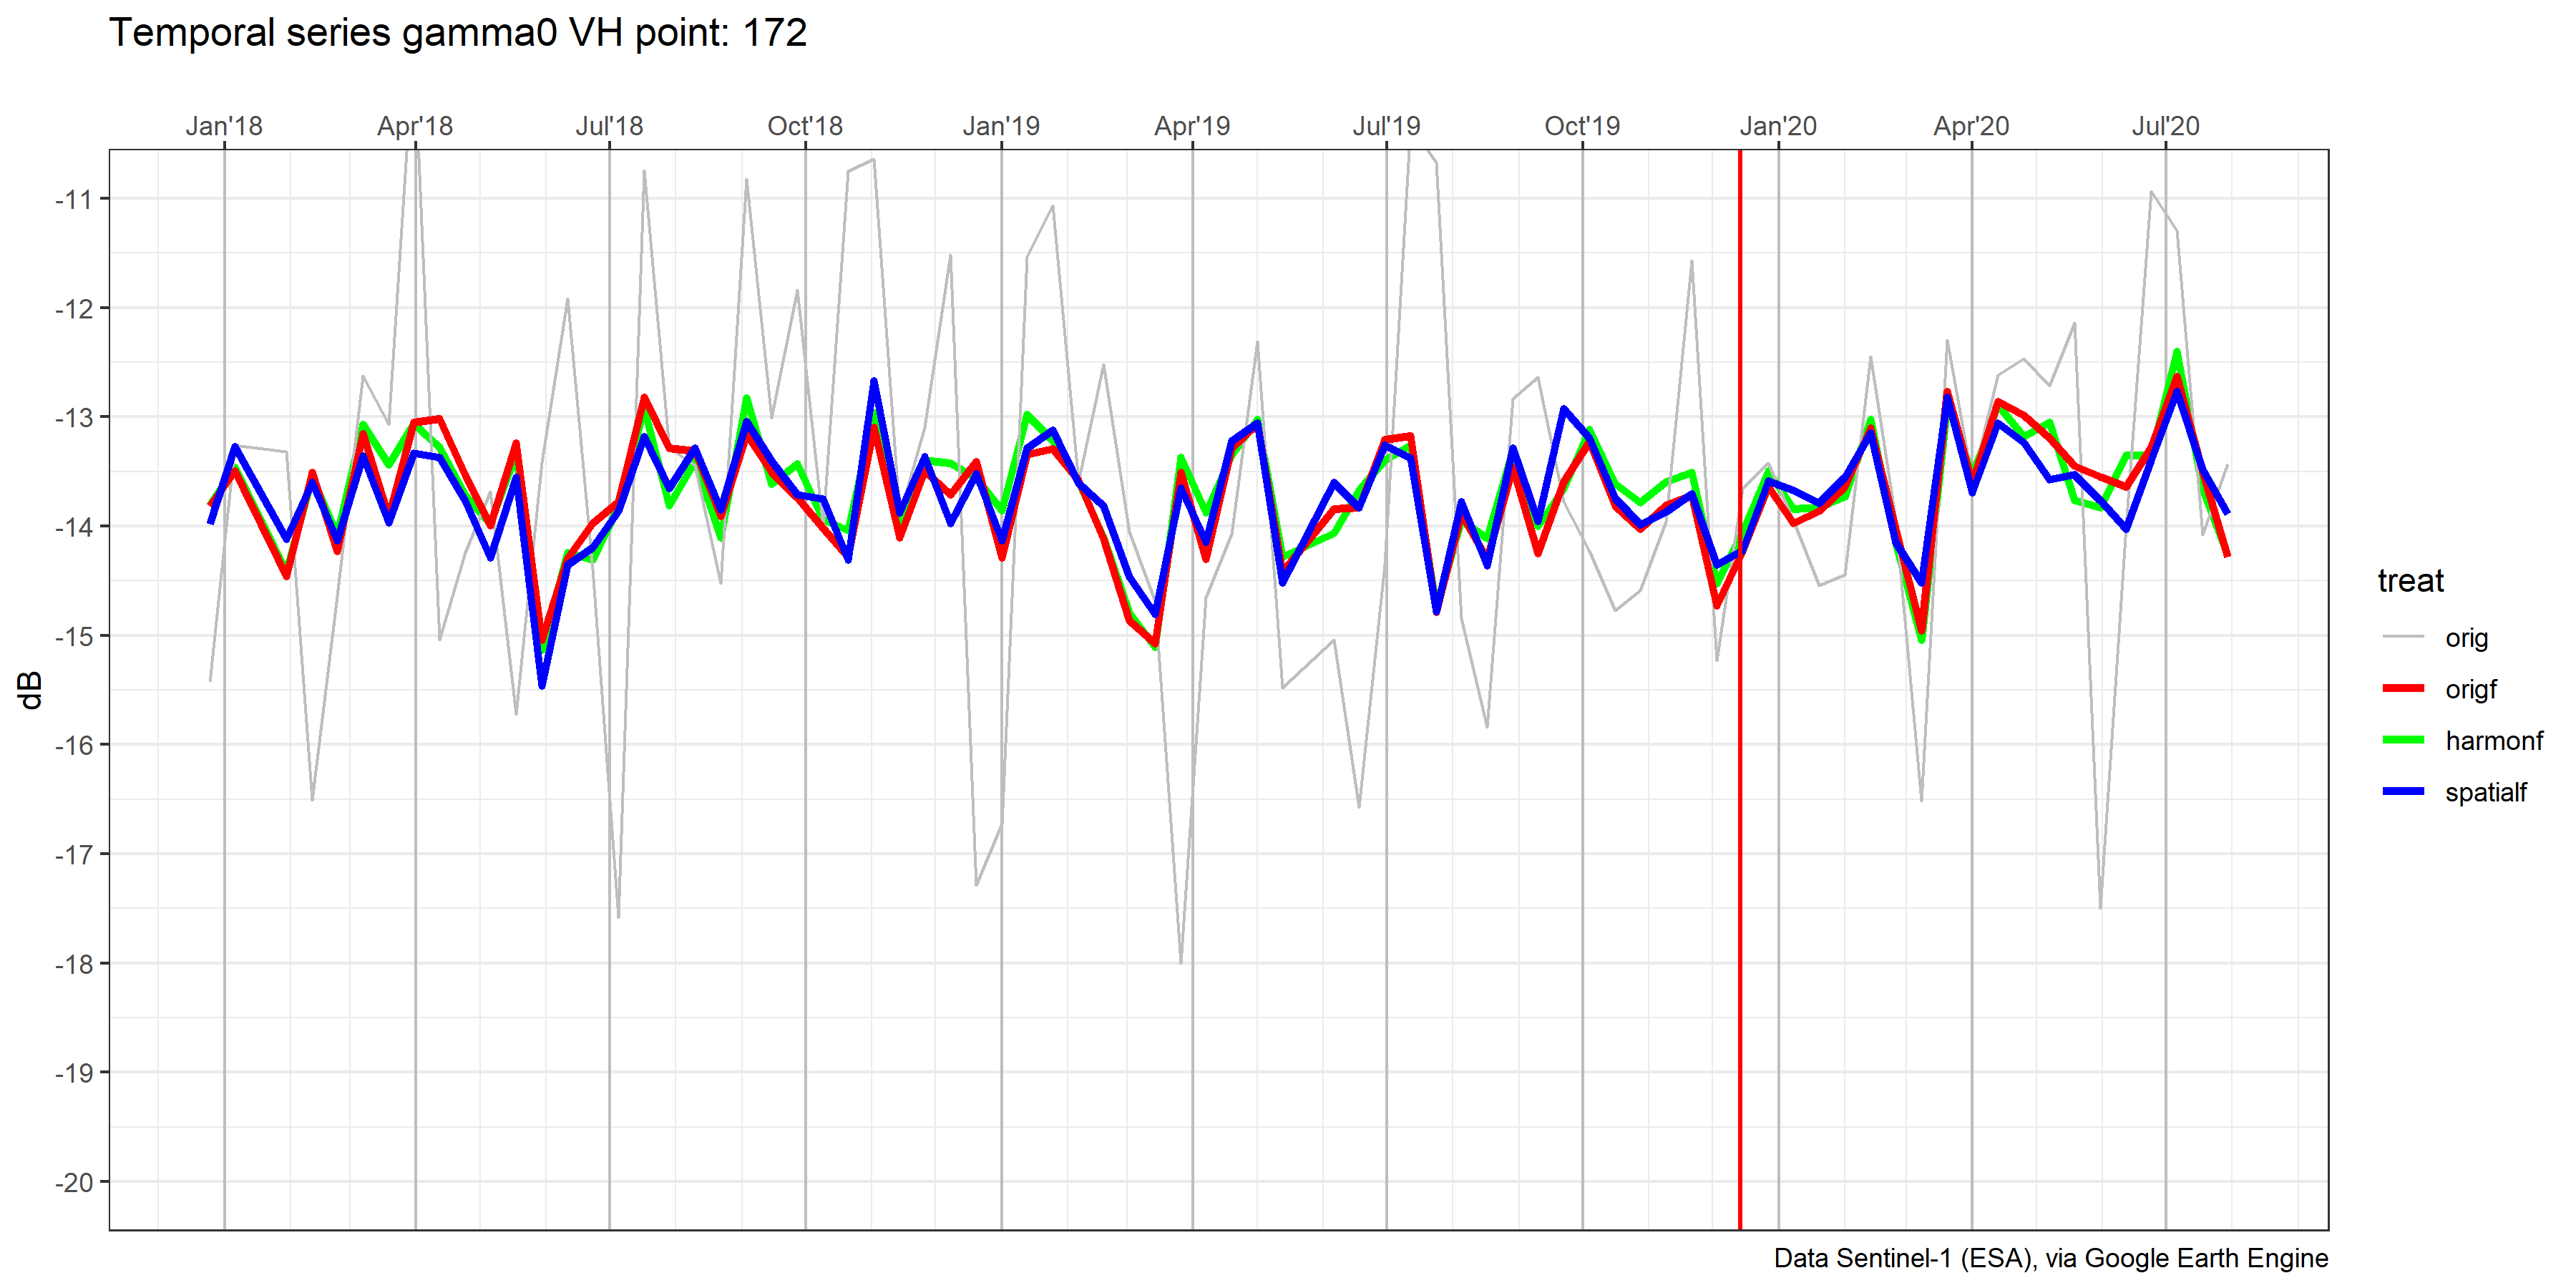 Temporal series gamma0 VH point: 172
Jan'18 Apr'18 Jul'18 Oct'18 Jan'19 Apr'19 Jul'19 Oct'19 Jan'20 Apr'20 Jul'20
-11
-12
-13
-14
-15
-16
-17
-18
-19
-20
dB
treat
orig
origf
harmonf
spatialf
Data Sentinel-1 (ESA), via Google Earth Engine